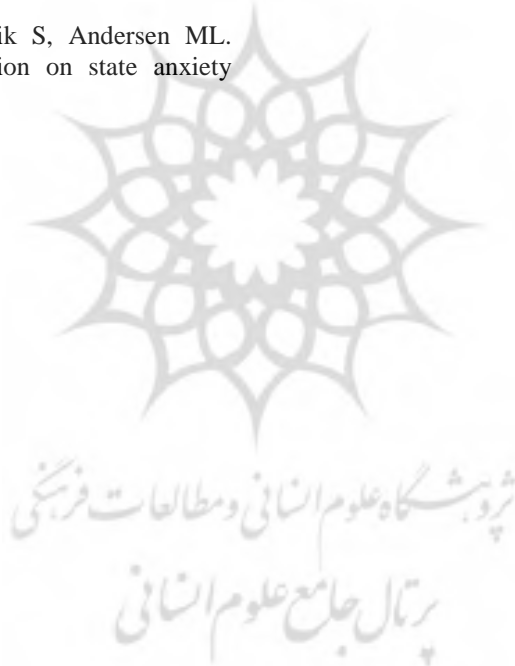 ik S, Andersen ML.
ion on state anxiety
پژوهشگاه علوم انسانی و مطالعات فرهنگی
پرتال جامع علوم انسانی